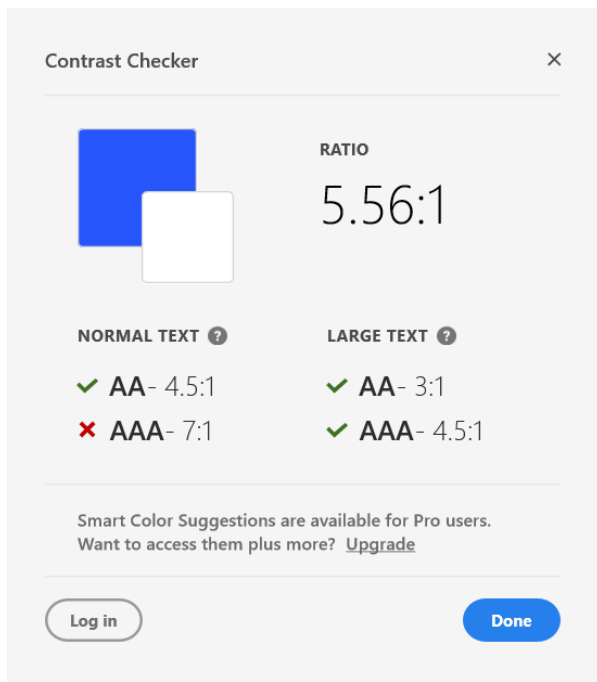 Contrast Checker
RATIO
5.56:1
NORMAL TEXT ?
AA- 4.5:1
AAA- 7:1
LARGE TEXT ?
AA- 3:1
AAA- 4.5:1
Smart Color Suggestions are available for Pro users.
Want to access them plus more? Upgrade
Log in
Done